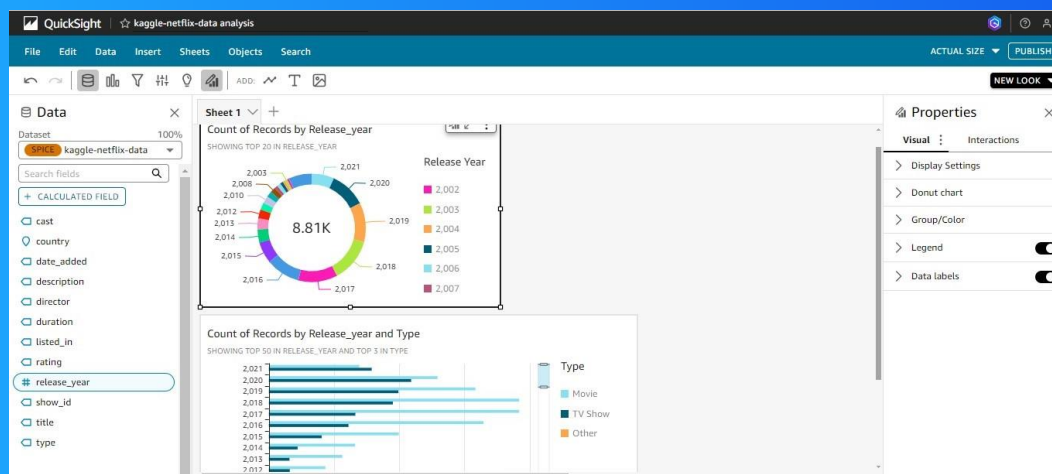 QuickSight
kaggle-netflix-data analysis
File Edit Data Insert Sheets Objects Search
ACTUAL SIZE
PUBLISH
ADD:
NEW LOOK
Data
Dataset 100%
SPICE kaggle-netflix-data
Search fields
+ CALCULATED FIELD
cast
country
date_added
description
director
duration
listed_in
rating
# release_year
show_id
title
type
Sheet 1
Count of Records by Release_year
SHOWING TOP 20 IN RELEASE_YEAR
2,003
2,008
2,010
2,012
2,013
2,014
2,015
2,016
2,021
2,020
2,019
2,018
2,017
8.81K
Release Year
2,002
2,003
2,004
2,005
2,006
2,007
Count of Records by Release_year and Type
SHOWING TOP 50 IN RELEASE_YEAR AND TOP 3 IN TYPE
2,021
2,020
2,019
2,018
2,017
2,016
2,015
2,014
2,013
2,012
Type
Movie
TV Show
Other
Properties
Visual Interactions
Display Settings
Donut chart
Group/Color
Legend
Data labels